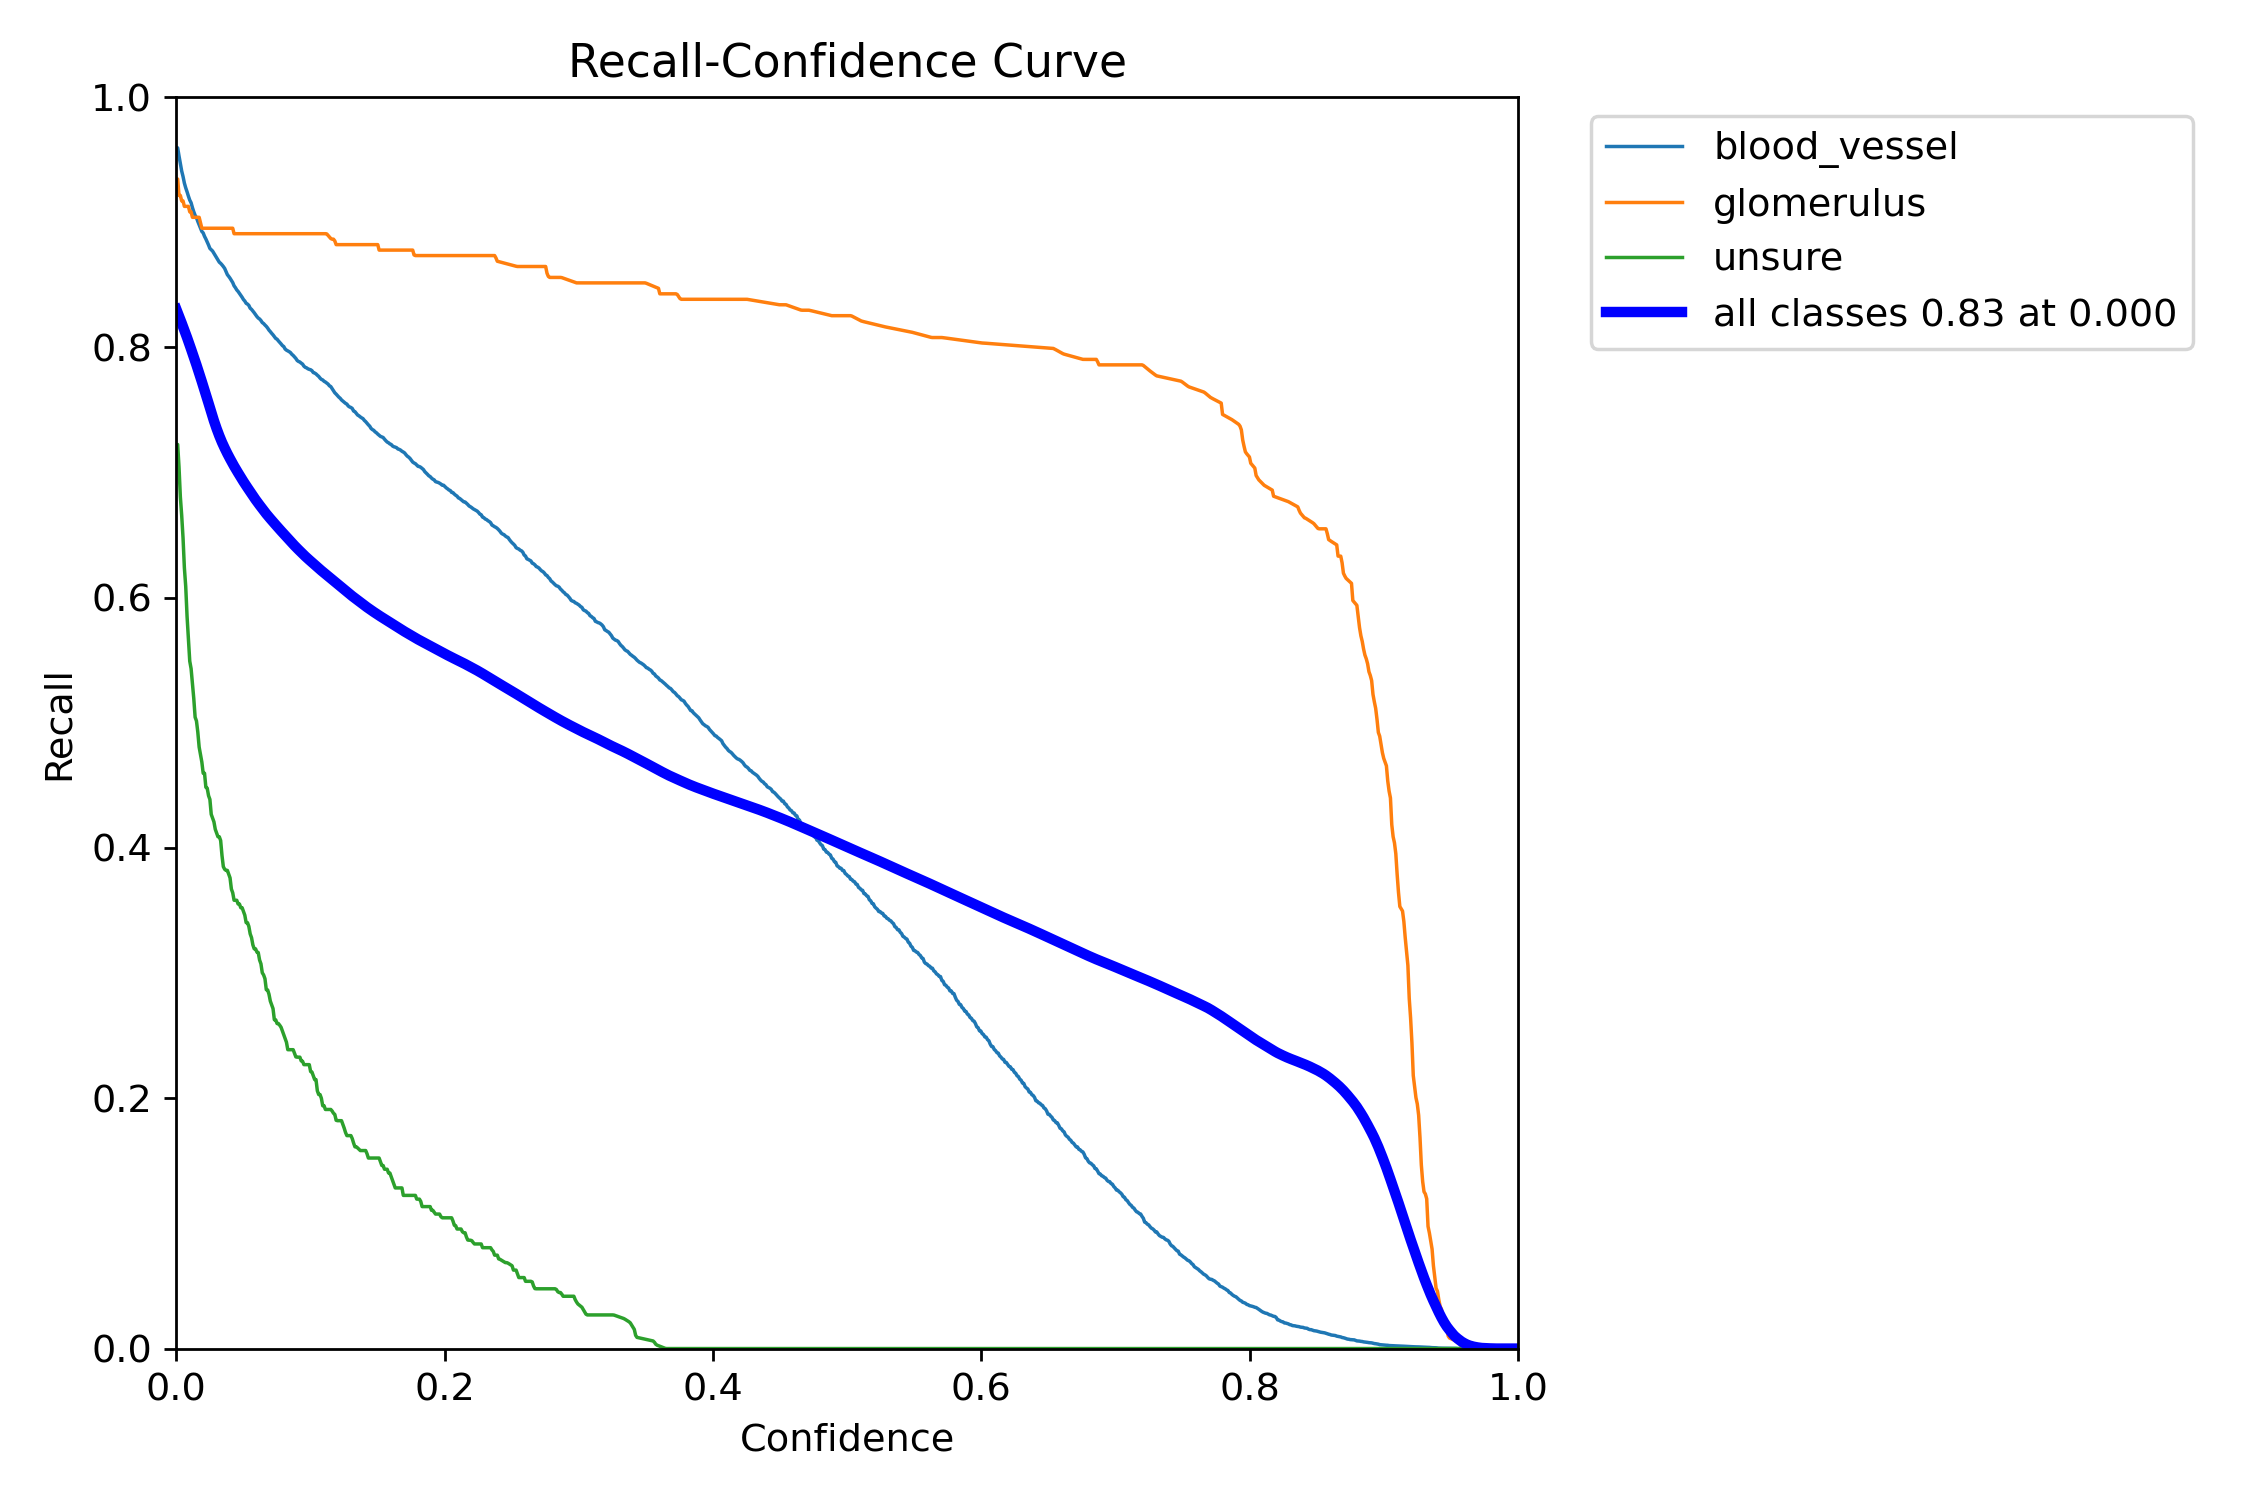 Recall-Confidence Curve
1.0
0.8
0.6
0.4
0.2
0.0
Recall
0.0 0.2 0.4 0.6 0.8 1.0
Confidence
blood_vessel
glomerulus
unsure
all classes 0.83 at 0.000